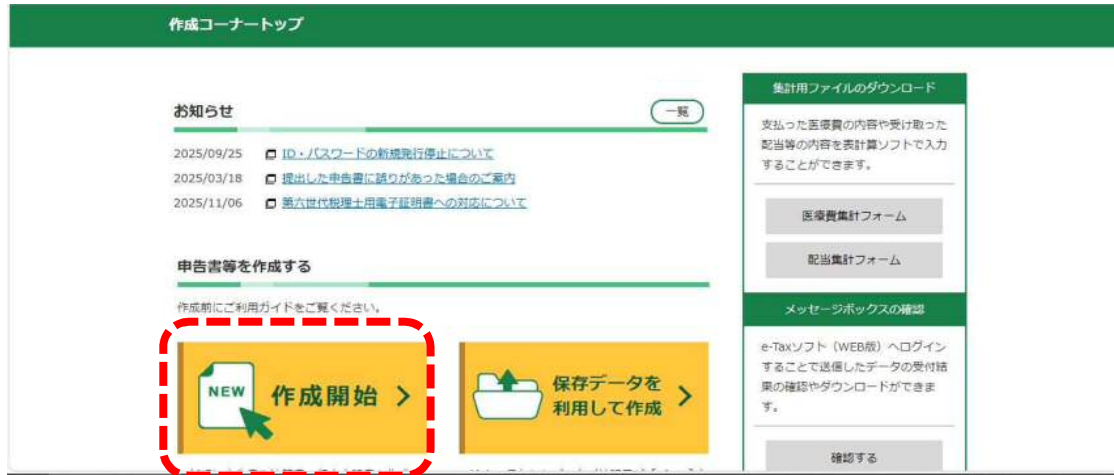 作成コーナートップ
お知らせ
一覧
2025/09/25 ID・パスワードの新規発行停止について
2025/03/18 提出した申告書に誤りがあった場合のご案内
2025/11/06 第六世代税理士用電子証明書への対応について
申告書等を作成する
作成前にご利用ガイドをご覧ください。
NEW
作成開始
保存データを
利用して作成
集計用ファイルのダウンロード
支払った医療費の内容や受け取った
配当等の内容を表計算ソフトで入力
することができます。
医療費集計フォーム
配当集計フォーム
メッセージボックスの確認
e-Taxソフト（WEB版）へログイン
することで送信したデータの受付結
果の確認やダウンロードができま
す。
確認する